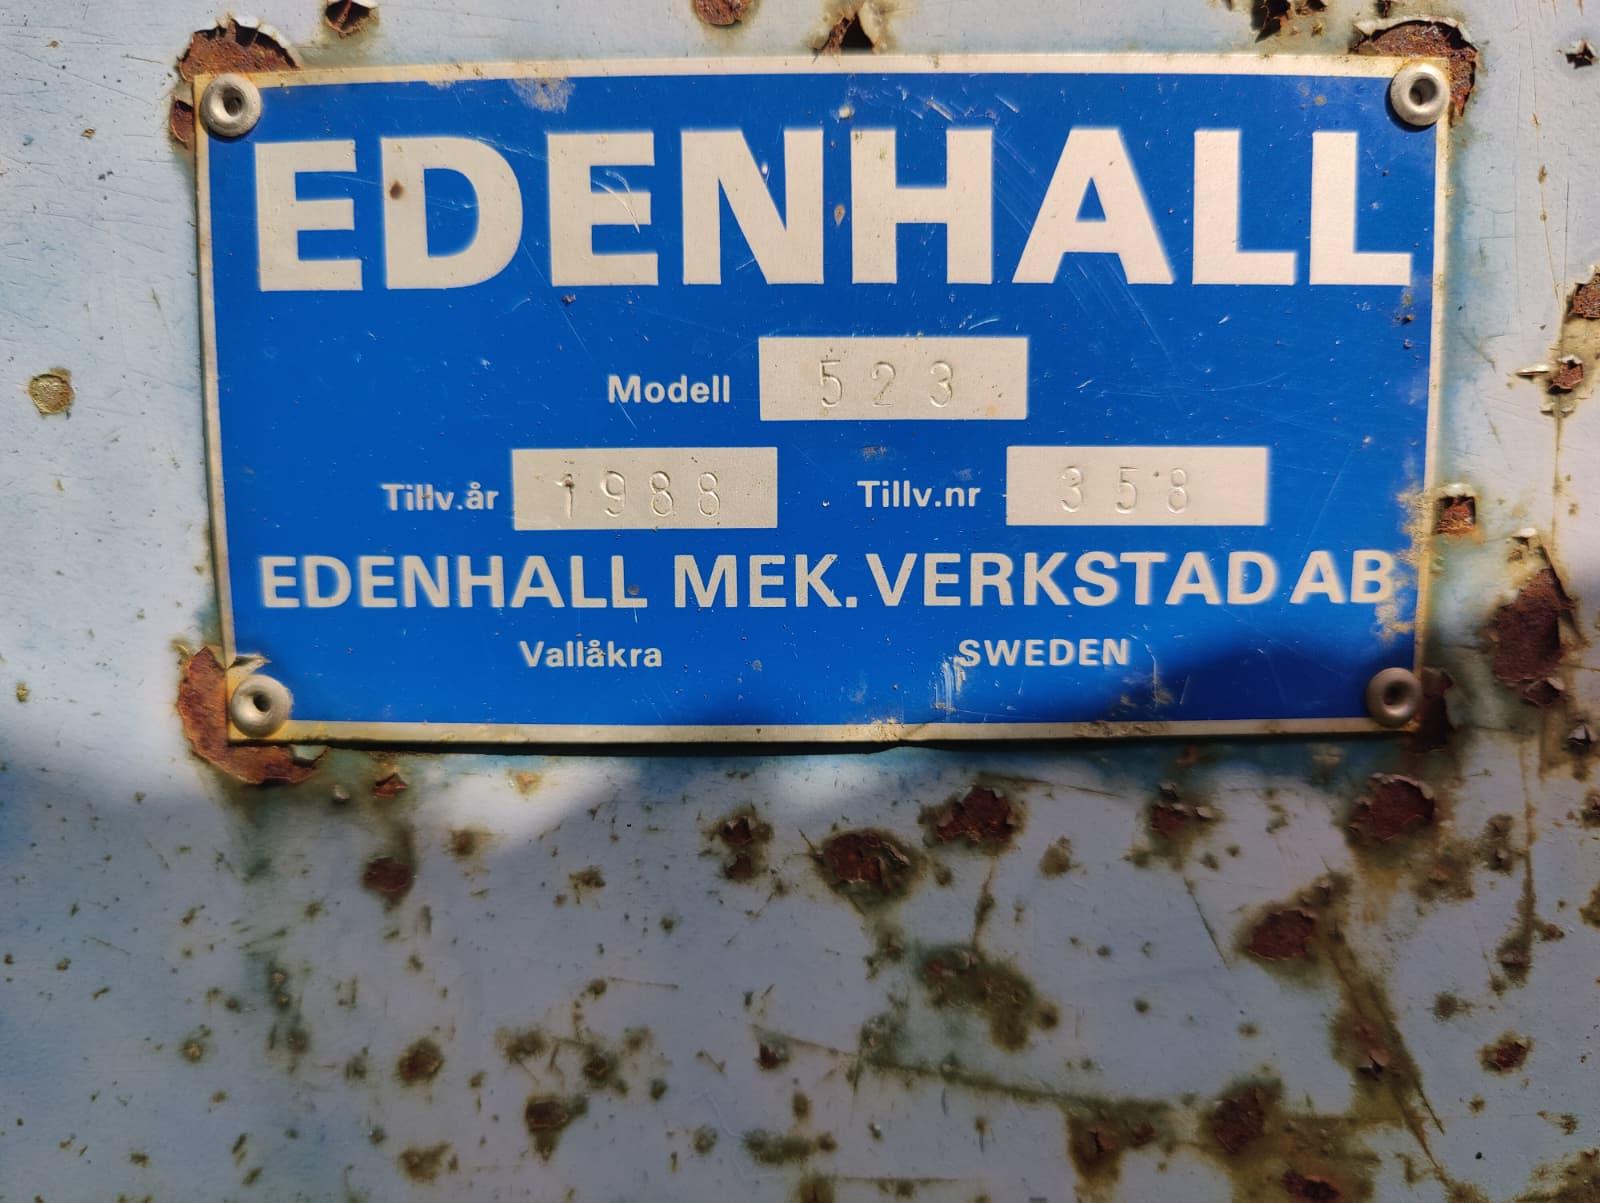 EDENHALL
Modell 523
Tillv.år 1988 Tillv.nr 358
EDENHALL MEK. VERKSTAD AB
Vallåkra SWEDEN